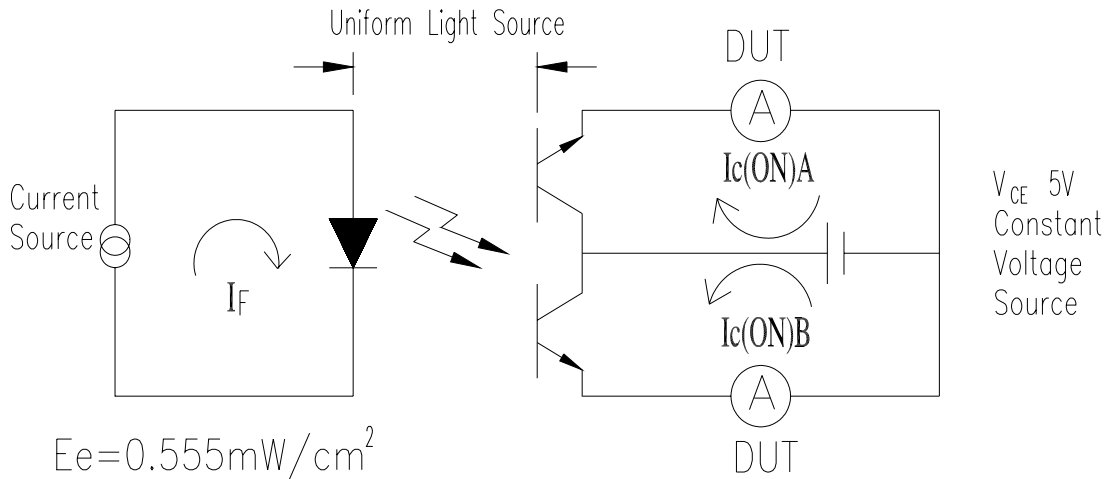 Uniform Light Source
DUT
A
Ic(ON)A
Current
Source
IF
VCE 5V
Constant
Voltage
Source
Ic(ON)B
A
DUT
Ee=0.555mW/cm²